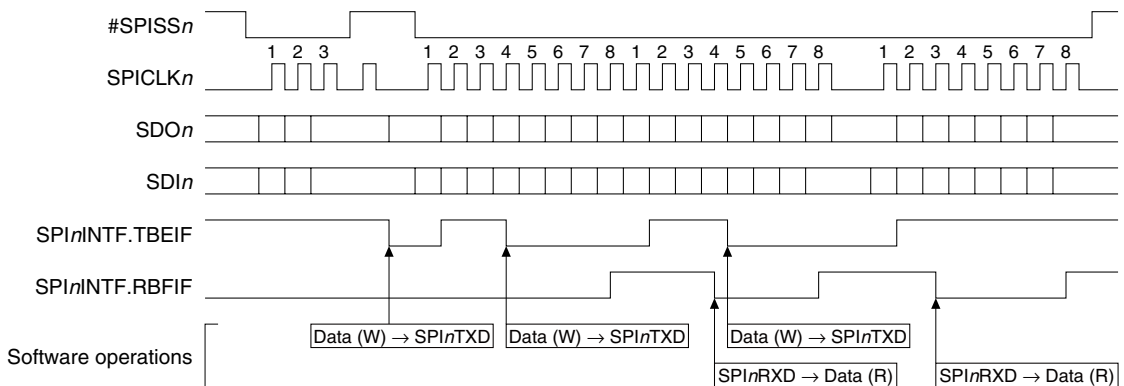 #SPISSn
1 2 3 1 2 3 4 5 6 7 8 1 2 3 4 5 6 7 8 1 2 3 4 5 6 7 8
SPICLKn
SDOn
SDIn
SPInINTF.TBEIF
SPInINTF.RBFIF
Data (W) → SPInTXD Data (W) → SPInTXD Data (W) → SPInTXD
Software operations
SPInRXD → Data (R) SPInRXD → Data (R)